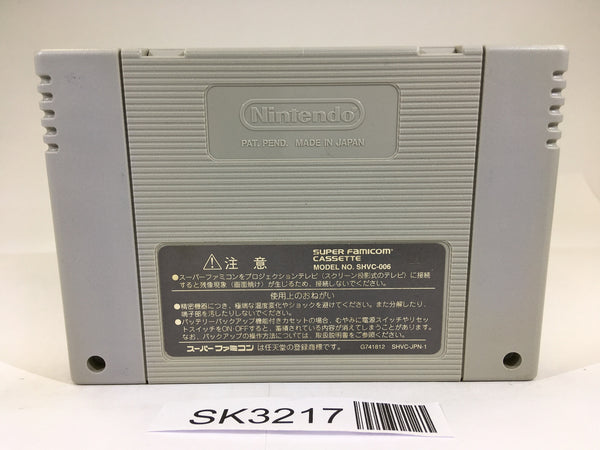 Nintendo
PAT. PEND. MADE IN JAPAN
⚠注意
SUPER FAMICOM
CASSETTE
MODEL NO. SHVC-006
●スーパーファミコンをプロジェクションテレビ(スクリーン投影式のテレビ)に接続
すると残像現象(画面焼け)が生じるため、接続しないでください。
使用上のおねがい
●精密機器につき、極端な温度変化やショックを避けてください。また分解したり、
端子部を汚したりしないでください。
●バッテリーバックアップ機能付きカセットの場合、むやみに電源スイッチやリセ
ットスイッチをON・OFFすると、蓄積されている内容が消えてしまうことがあります。
なお、バックアップの操作方法については、取扱説明書をご参照ください。
スーパーファミコンは任天堂の登録商標です。 G741812 SHVC-JPN-1
SK3217